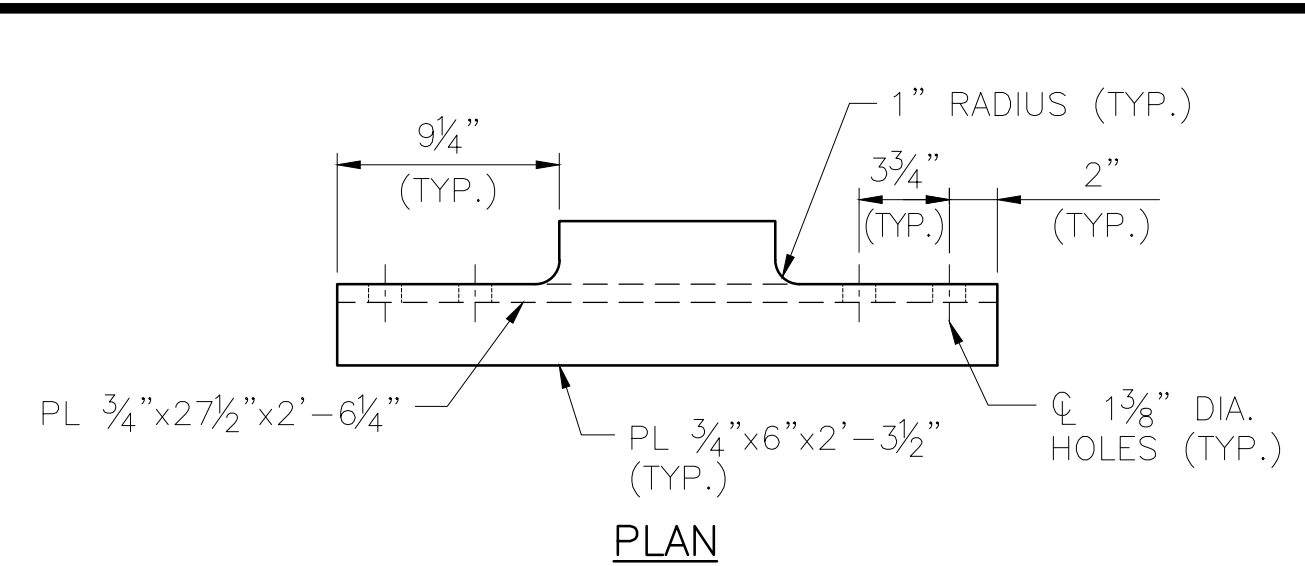 1" RADIUS (TYP.)
9¼"
(TYP.)
3¾"
(TYP.)
2"
(TYP.)
PL ¾"x27½"x2'-6¼"
PL ¾"x6"x2'-3½"
(TYP.)
℄ 1⅜" DIA.
HOLES (TYP.)
PLAN